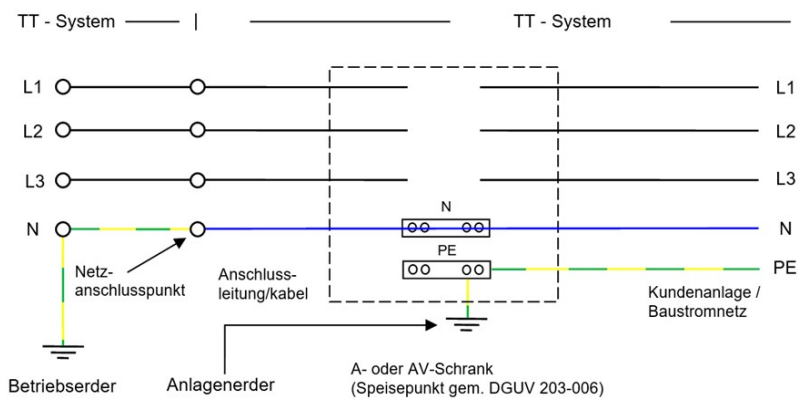 TT - System
TT - System
L1
L1
L2
L2
L3
L3
N
N
N
PE
PE
Netz-
anschlusspunkt
Anschluss-
leitung/kabel
Kundenanlage /
Baustromnetz
Betriebserder
Anlagenerder
A- oder AV-Schrank
(Speisepunkt gem. DGUV 203-006)